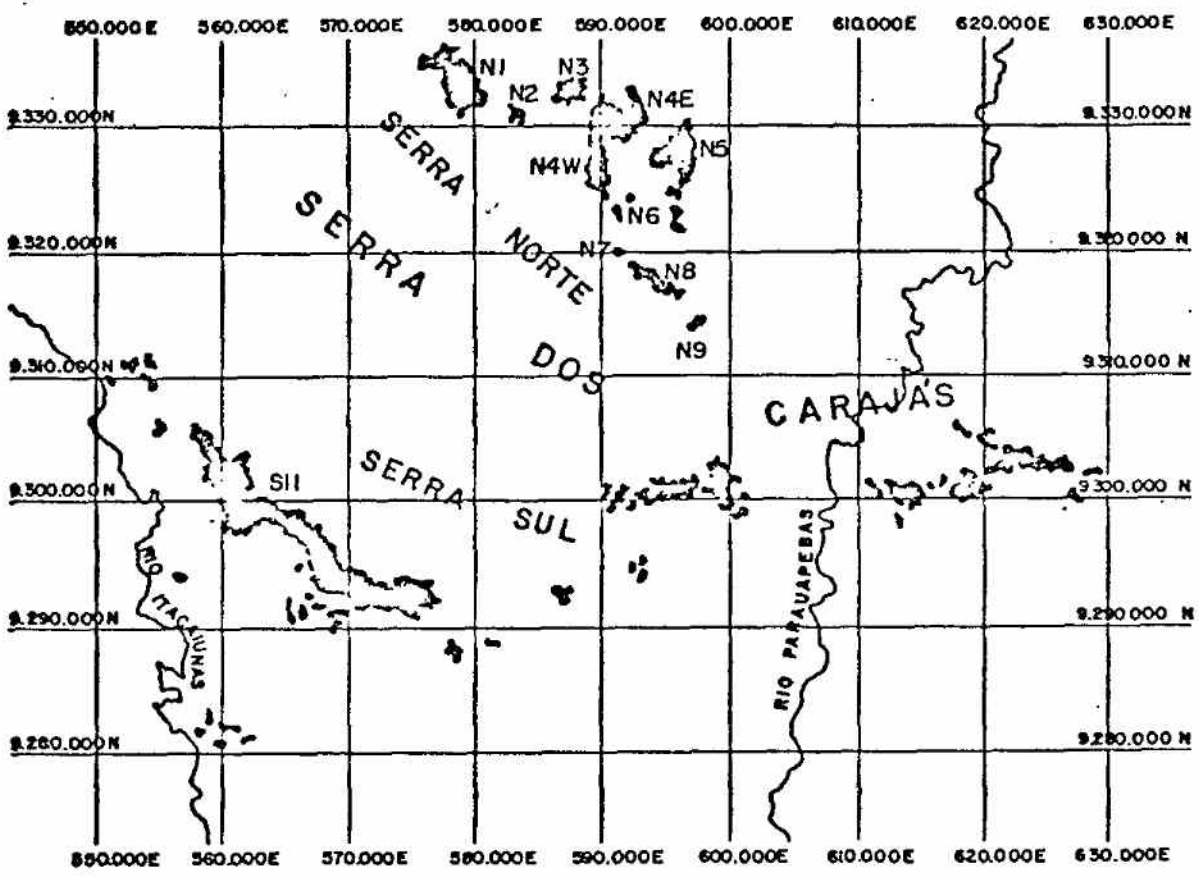 550.000E 560.000E 570.000E 580.000E 590.000E 600.000E 610.000E 620.000E 630.000E
N1
N2
N3
N4E
9.330.000N
9.330.000N
N4W
N5
N6
SERRA NORTE
SERRA DOS CARAJÁS
9.320.000N
N7
9.320.000 N
N8
N9
9.310.000N
9.310.000N
S11
SERRA SUL
9.300.000N
9.300.000N
RIO ITACAIUNAS
RIO PARAUAPEBAS
9.290.000N
9.290.000 N
9.280.000N
9.280.000 N
550.000E 560.000E 570.000E 580.000E 590.000E 600.000E 610.000E 620.000E 630.000E